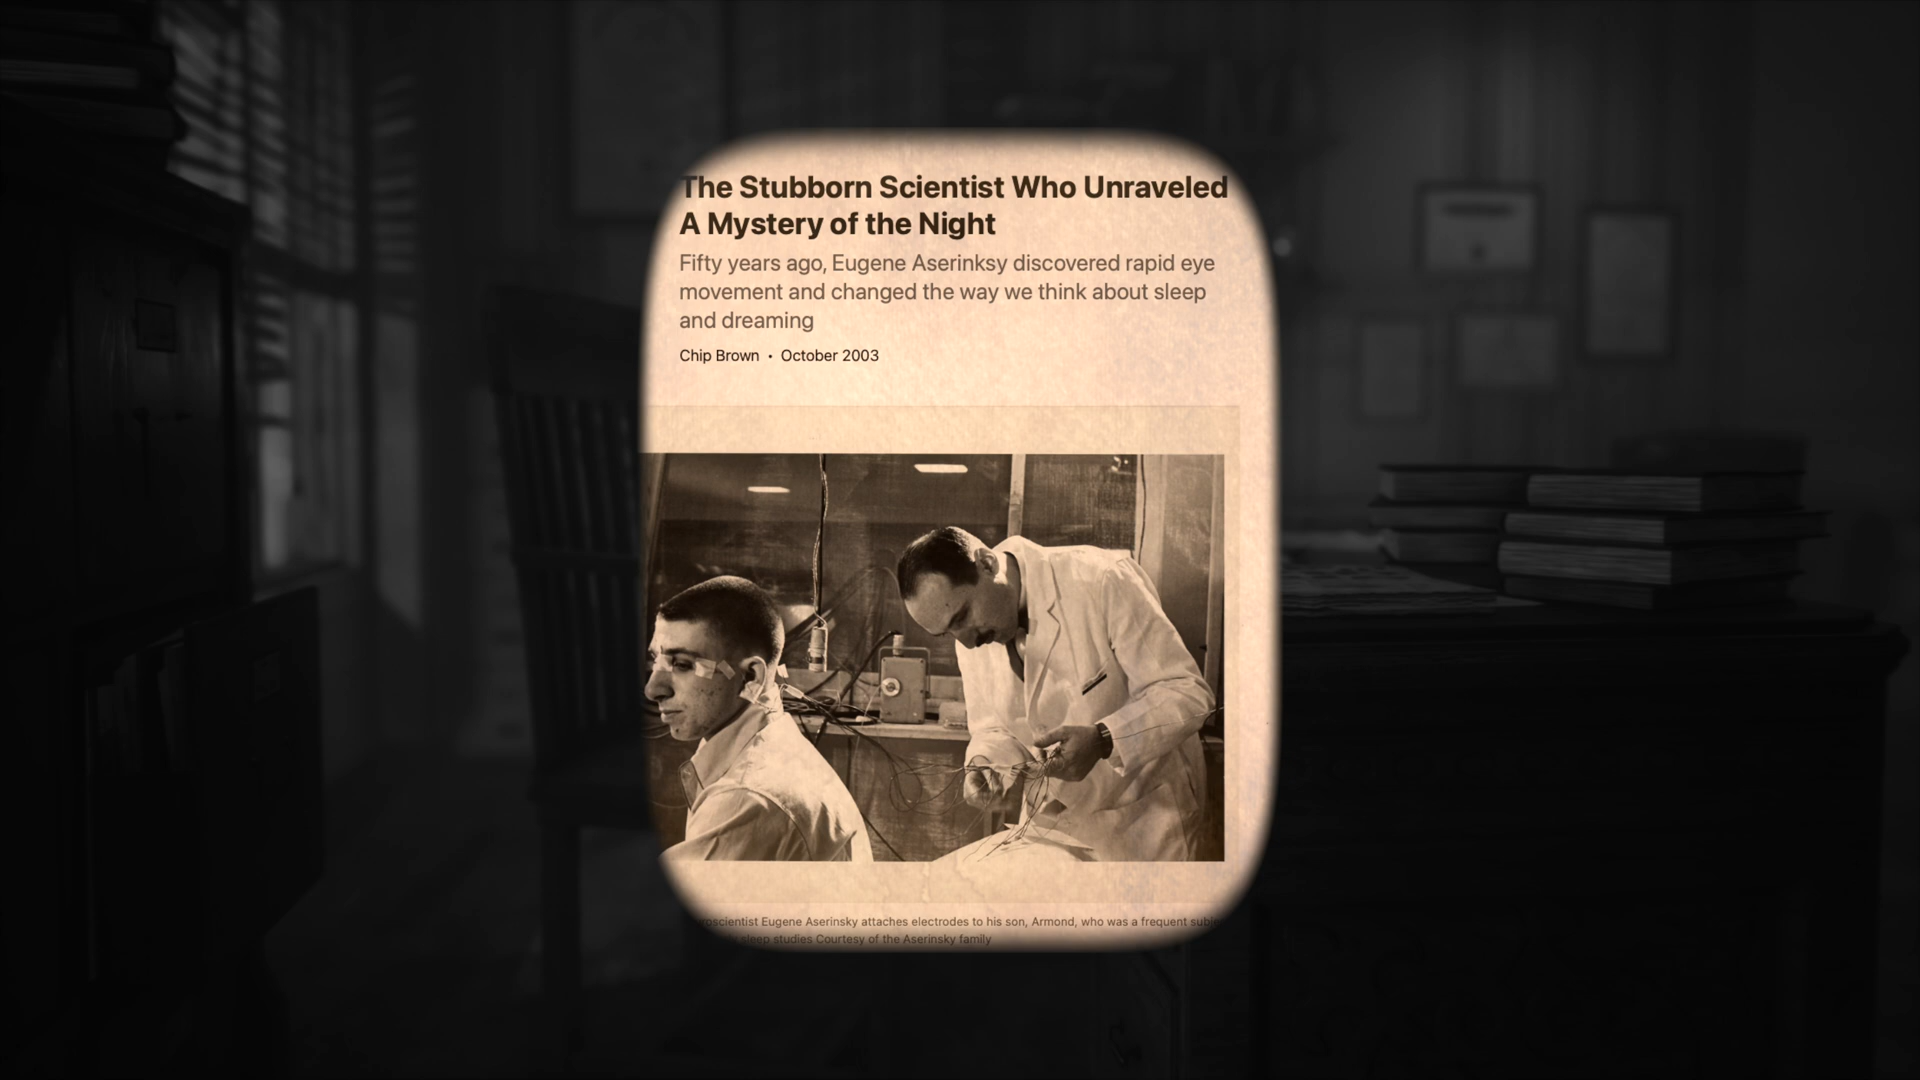 The Stubborn Scientist Who Unraveled
A Mystery of the Night
Fifty years ago, Eugene Aserinksy discovered rapid eye
movement and changed the way we think about sleep
and dreaming
Chip Brown • October 2003
Eugene Aserinsky attaches electrodes to his son, Armond, who was a frequent
sleep studies Courtesy of the Aserinsky family